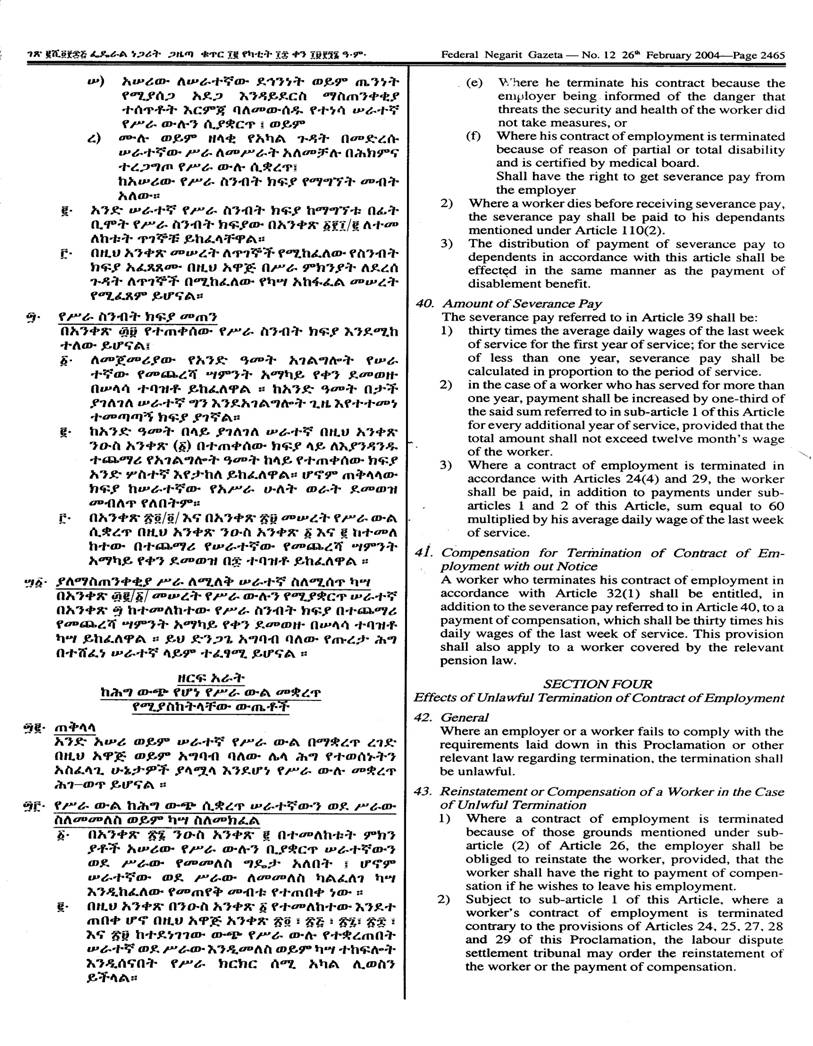 ገጽ ፪ሺ፬፻፷፭ ፌዴራል ነጋሪት ጋዜጣ ቁጥር ፲፪ የካቲት ፲፰ ቀን ፲፱፻፺፮ ዓ.ም.
Federal Negarit Gazeta — No. 12 26th February 2004—Page 2465
ሠ) አሠሪው ለሠራተኛው ደኅንነት ወይም ጤንነት
የሚያሰጋ አደጋ እንዳይደርስ ማስጠንቀቂያ
ተሰጥቶት እርምጃ ባለመውሰዱ የተነሳ ሠራተኛ
የሥራ ውሉን ሲያቋርጥ ፤ ወይም
ረ) ሙሉ ወይም ዘላቂ የአካል ጉዳት በመድረሱ
ሠራተኛው ሥራ ለመሥራት አለመቻሉ በሕክምና
ተረጋግጦ የሥራ ውሉ ሲቋረጥ፤
ከአሠሪው የሥራ ስንብት ክፍያ የማግኘት መብት
አለው።
፪. አንድ ሠራተኛ የሥራ ስንብት ክፍያ ከማግኘቱ በፊት
ቢሞት የሥራ ስንብት ክፍያው በአንቀጽ ፩፻፲/፪ ለተመ
ለከቱት ጥገኞቹ ይከፈላቸዋል።
፫. በዚህ አንቀጽ መሠረት ለጥገኞች የሚከፈለው የስንብት
ክፍያ አፈጻጸሙ በዚህ አዋጅ በሥራ ምክንያት ለደረሰ
ጉዳት ለጥገኞች በሚከፈለው የካሣ አከፋፈል መሠረት
የሚፈጸም ይሆናል።
፵. የሥራ ስንብት ክፍያ መጠን
በአንቀጽ ፴፱ የተጠቀሰው የሥራ ስንብት ክፍያ እንደሚከ
ተለው ይሆናል፤
፩. ለመጀመሪያው የአንድ ዓመት አገልግሎት የሠራ
ተኛው የመጨረሻ ሣምንት አማካይ የቀን ደመወዙ
በሠላሳ ተባዝቶ ይከፈለዋል ። ከአንድ ዓመት በታች
ያገለገለ ሠራተኛ ግን እንደአገልግሎት ጊዜ እየተተመነ
ተመጣጣኝ ክፍያ ያገኛል።
፪. ከአንድ ዓመት በላይ ያገለገለ ሠራተኛ በዚህ አንቀጽ
ንዑስ አንቀጽ (፩) በተጠቀሰው ክፍያ ላይ ለእያንዳንዱ
ተጨማሪ የአገልግሎት ዓመት ከላይ የተጠቀሰው ክፍያ
አንድ ሦስተኛ እየታከለ ይከፈለዋል። ሆኖም ጠቅላላው
ክፍያ ከሠራተኛው የአሥራ ሁለት ወራት ደመወዝ
መብለጥ የለበትም።
፫. በአንቀጽ ፳፬/፬/ እና በአንቀጽ ፳፱ መሠረት የሥራ ውል
ሲቋረጥ በዚህ አንቀጽ ንዑስ አንቀጽ ፩ እና ፪ ከተመለ
ከተው በተጨማሪ የሠራተኛው የመጨረሻ ሣምንት
አማካይ የቀን ደመወዝ በ፷ ተባዝቶ ይከፈለዋል ።
፵፩. ያለማስጠንቀቂያ ሥራ ለሚለቅ ሠራተኛ ስለሚሰጥ ካሣ
በአንቀጽ ፴፪/፩/ መሠረት የሥራ ውሉን የሚያቋርጥ ሠራተኛ
በአንቀጽ ፵ ከተመለከተው የሥራ ስንብት ክፍያ በተጨማሪ
የመጨረሻ ሣምንት አማካይ የቀን ደመወዙ በሠላሳ ተባዝቶ
ካሣ ይከፈለዋል ። ይህ ድንጋጌ አግባብ ባለው የጡረታ ሕግ
በተሸፈነ ሠራተኛ ላይም ተፈፃሚ ይሆናል ።
ዘርፍ አራት
ከሕግ ውጭ የሆነ የሥራ ውል መቋረጥ
የሚያስከትላቸው ውጤቶች
፵፪. ጠቅላላ
አንድ አሠሪ ወይም ሠራተኛ የሥራ ውል በማቋረጥ ረገድ
በዚህ አዋጅ ወይም አግባብ ባለው ሌላ ሕግ የተወሰኑትን
አስፈላጊ ሁኔታዎች ያላሟላ እንደሆነ የሥራ ውሉ መቋረጥ
ሕገ–ወጥ ይሆናል ።
፵፫. የሥራ ውል ከሕግ ውጭ ሲቋረጥ ሠራተኛውን ወደ ሥራው
ስለመመለስ ወይም ካሣ ስለመክፈል
፩. በአንቀጽ ፳፮ ንዑስ አንቀጽ ፪ በተመለከቱት ምክን
ያቶች አሠሪው የሥራ ውሉን ቢያቋርጥ ሠራተኛውን
ወደ ሥራው የመመለስ ግዴታ አለበት ፤ ሆኖም
ሠራተኛው ወደ ሥራው ለመመለስ ካልፈለገ ካሣ
እንዲከፈለው የመጠየቅ መብቱ የተጠበቀ ነው ።
፪. በዚህ አንቀጽ በንዑስ አንቀጽ ፩ የተመለከተው እንደተ
ጠበቀ ሆኖ በዚህ አዋጅ አንቀጽ ፳፬ ፣ ፳፭ ፣ ፳፯፣ ፳፰ ፣
እና ፳፱ ከተደነገገው ውጭ የሥራ ውሉ የተቋረጠበት
ሠራተኛ ወደ ሥራው እንዲመለስ ወይም ካሣ ተከፍሎት
እንዲሰናበት የሥራ ክርክር ሰሚ አካል ሊወስን
ይችላል።
(e) Where he terminate his contract because the
employer being informed of the danger that
threats the security and health of the worker did
not take measures, or
(f) Where his contract of employment is terminated
because of reason of partial or total disability
and is certified by medical board.
Shall have the right to get severance pay from
the employer
2) Where a worker dies before receiving severance pay,
the severance pay shall be paid to his dependants
mentioned under Article 110(2).
3) The distribution of payment of severance pay to
dependents in accordance with this article shall be
effected in the same manner as the payment of
disablement benefit.
40. Amount of Severance Pay
The severance pay referred to in Article 39 shall be:
1) thirty times the average daily wages of the last week
of service for the first year of service; for the service
of less than one year, severance pay shall be
calculated in proportion to the period of service.
2) in the case of a worker who has served for more than
one year, payment shall be increased by one-third of
the said sum referred to in sub-article 1 of this Article
for every additional year of service, provided that the
total amount shall not exceed twelve month's wage
of the worker.
3) Where a contract of employment is terminated in
accordance with Articles 24(4) and 29, the worker
shall be paid, in addition to payments under sub-
articles 1 and 2 of this Article, sum equal to 60
multiplied by his average daily wage of the last week
of service.
41. Compensation for Termination of Contract of Em-
ployment with out Notice
A worker who terminates his contract of employment in
accordance with Article 32(1) shall be entitled, in
addition to the severance pay referred to in Article 40, to a
payment of compensation, which shall be thirty times his
daily wages of the last week of service. This provision
shall also apply to a worker covered by the relevant
pension law.
SECTION FOUR
Effects of Unlawful Termination of Contract of Employment
42. General
Where an employer or a worker fails to comply with the
requirements laid down in this Proclamation or other
relevant law regarding termination, the termination shall
be unlawful.
43. Reinstatement or Compensation of a Worker in the Case
of Unlwful Termination
1) Where a contract of employment is terminated
because of those grounds mentioned under sub-
article (2) of Article 26, the employer shall be
obliged to reinstate the worker, provided, that the
worker shall have the right to payment of compen-
sation if he wishes to leave his employment.
2) Subject to sub-article 1 of this Article, where a
worker's contract of employment is terminated
contrary to the provisions of Articles 24, 25, 27, 28
and 29 of this Proclamation, the labour dispute
settlement tribunal may order the reinstatement of
the worker or the payment of compensation.